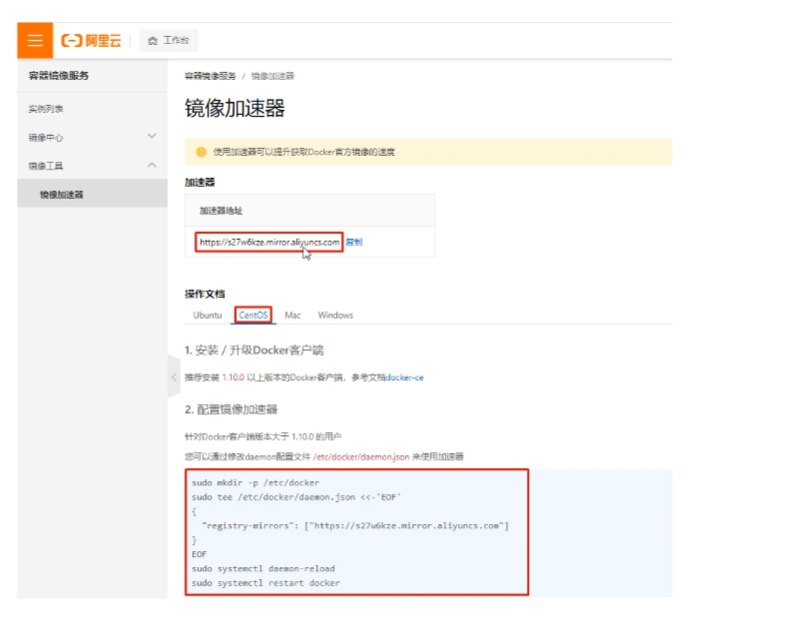 阿里云
工作台
容器镜像服务
实例列表
镜像中心
镜像工具
镜像加速器
容器镜像服务 / 镜像加速器
镜像加速器
使用加速器可以提升获取Docker官方镜像的速度
加速器
加速器地址
https://s27w6kze.mirror.aliyuncs.com 复制
操作文档
Ubuntu CentOS Mac Windows
1. 安装 / 升级Docker客户端
推荐安装 1.10.0 以上版本的Docker客户端，参考文档docker-ce
2. 配置镜像加速器
针对Docker客户端版本大于 1.10.0 的用户
您可以通过修改daemon配置文件 /etc/docker/daemon.json 来使用加速器
sudo mkdir -p /etc/docker
sudo tee /etc/docker/daemon.json <<-'EOF'
{
"registry-mirrors": ["https://s27w6kze.mirror.aliyuncs.com"]
}
EOF
sudo systemctl daemon-reload
sudo systemctl restart docker